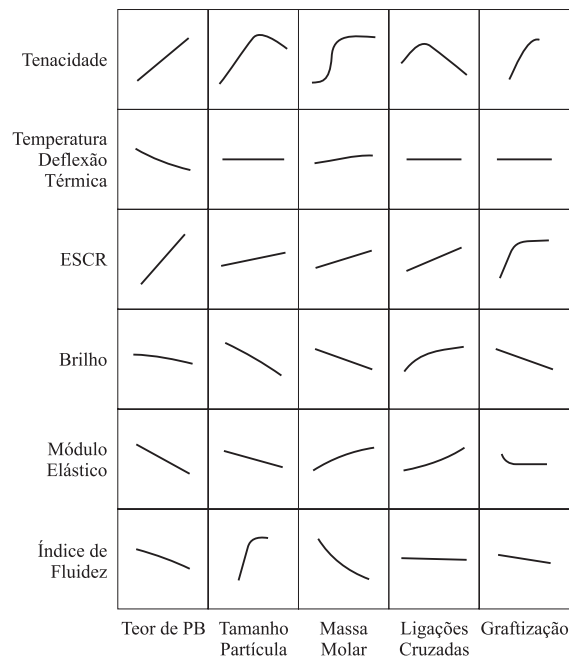 Tenacidade
Temperatura
Deflexão
Térmica
ESCR
Brilho
Módulo
Elástico
Índice de
Fluidez
Teor de PB
Tamanho
Partícula
Massa
Molar
Ligações
Cruzadas
Graftização